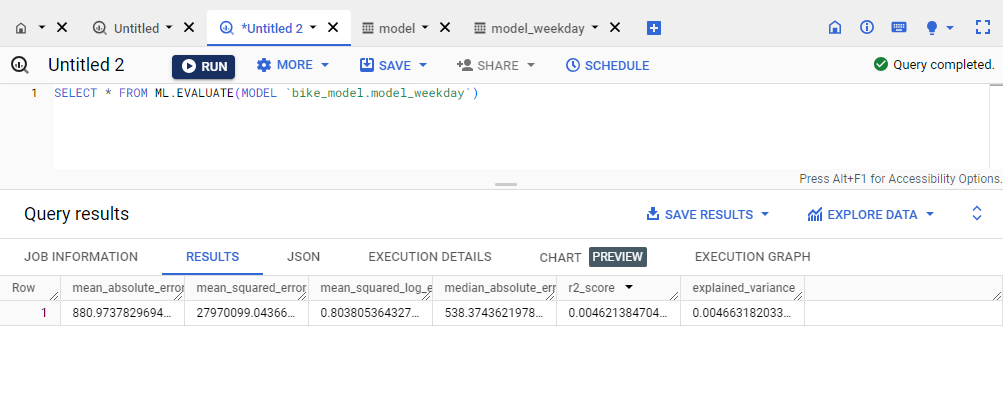 Untitled
*Untitled 2
model
model_weekday
Untitled 2
RUN
MORE
SAVE
SHARE
SCHEDULE
Query completed.
1
SELECT * FROM ML.EVALUATE(MODEL `bike_model.model_weekday`)
Press Alt+F1 for Accessibility Options.
Query results
SAVE RESULTS
EXPLORE DATA
JOB INFORMATION
RESULTS
JSON
EXECUTION DETAILS
CHART
PREVIEW
EXECUTION GRAPH
Row mean_absolute_error mean_squared_error mean_squared_log_e median_absolute_err r2_score explained_variance
1 880.9737829694... 27970099.04366... 0.803805364327... 538.3743621978... 0.004621384704... 0.004663182033...